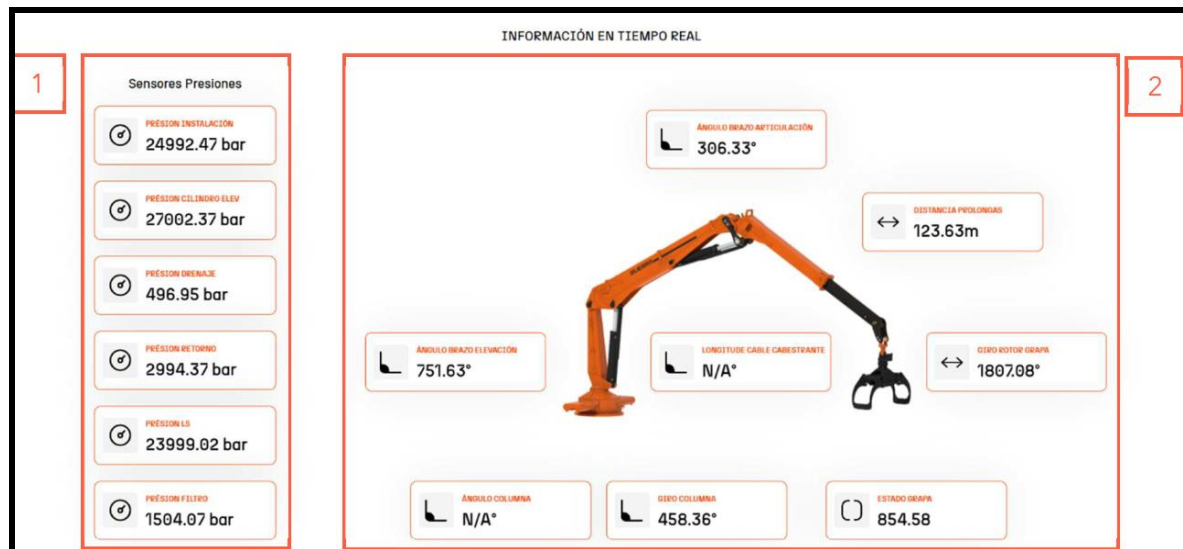 INFORMACIÓN EN TIEMPO REAL
1
2
Sensores Presiones
PRÉSION INSTALACIÓN
24992.47 bar
PRÉSION CILINDRO ELEV
27002.37 bar
PRÉSION DRENAJE
496.95 bar
PRÉSION RETORNO
2994.37 bar
PRÉSION LS
23999.02 bar
PRÉSION FILTRO
1504.07 bar
ÁNGULO BRAZO ARTICULACIÓN
306.33°
DISTANCIA PROLONGAS
123.63m
ÁNGULO BRAZO ELEVACIÓN
751.63°
LONGITUDE CABLE CABESTRANTE
N/A°
GIRO ROTOR GRAPA
1807.08°
ÁNGULO COLUMNA
N/A°
GIRO COLUMNA
458.36°
ESTADO GRAPA
854.58